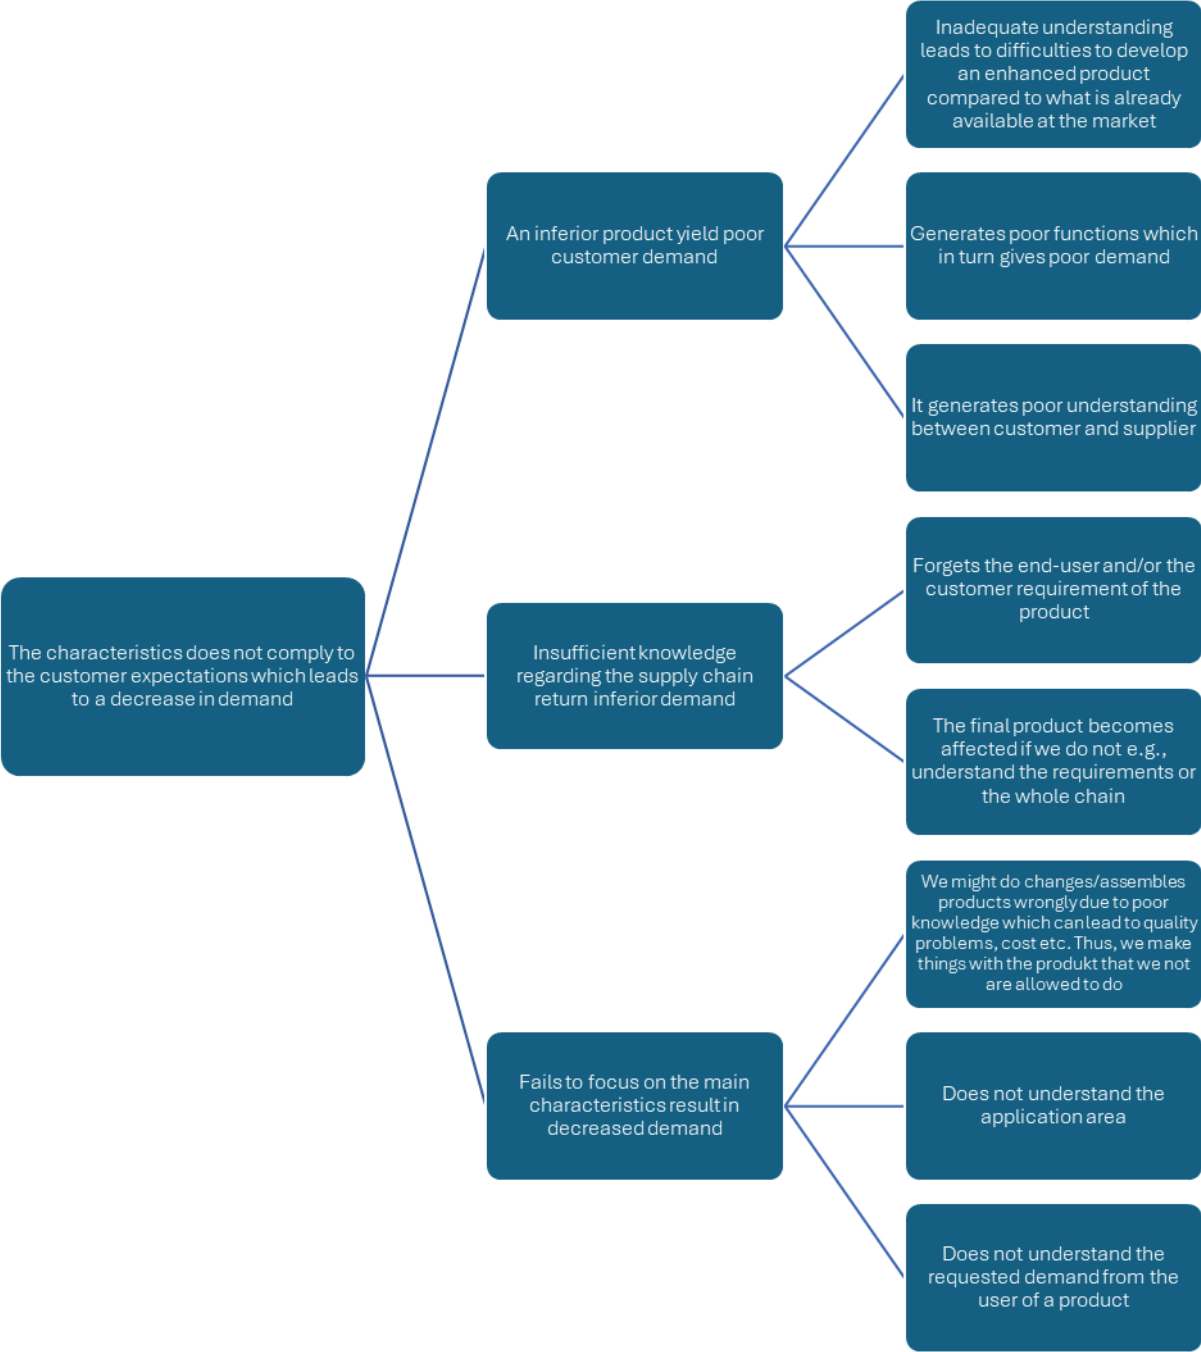 Inadequate understanding
leads to difficulties to develop
an enhanced product
compared to what is already
available at the market
An inferior product yield poor
customer demand
Generates poor functions which
in turn gives poor demand
It generates poor understanding
between customer and supplier
Forgets the end-user and/or the
customer requirement of the
product
The characteristics does not comply to
the customer expectations which leads
to a decrease in demand
Insufficient knowledge
regarding the supply chain
return inferior demand
The final product becomes
affected if we do not e.g.,
understand the requirements or
the whole chain
We might do changes/assembles
products wrongly due to poor
knowledge which can lead to quality
problems, cost etc. Thus, we make
things with the produkt that we not
are allowed to do
Fails to focus on the main
characteristics result in
decreased demand
Does not understand the
application area
Does not understand the
requested demand from the
user of a product